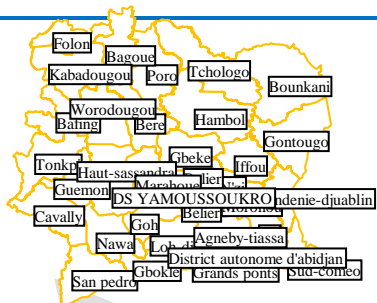 Folon
Bagoue
Kabadougou
Poro
Tchologo
Bounkani
Worodougou
Bafing
Bere
Hambol
Gontougo
Tonkpi
Haut-sassandra
Gbeke
Iffou
Guemon
Marahoue
DS YAMOUSSOUKRO
ndenie-djuablin
Cavally
Belier
Goh
Nawa
Agneby-tiassa
District autonome d'abidjan
San pedro
Gbokle
Grands ponts
Sud-comeo